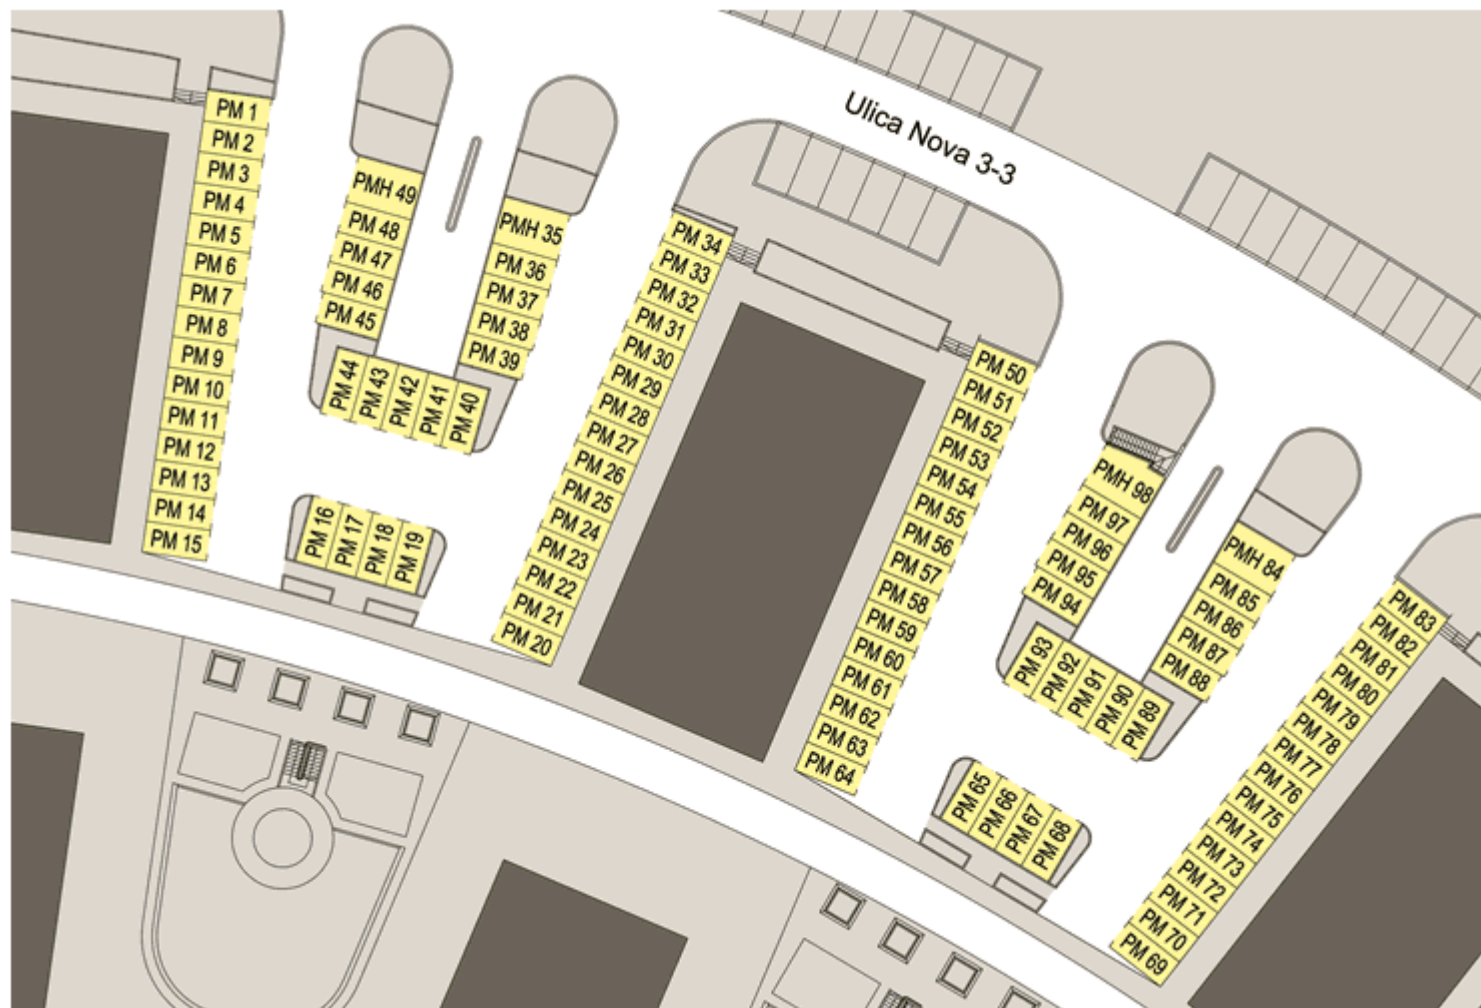 Ulica Nova 3-3
PM 1
PM 2
PM 3
PM 4
PM 5
PM 6
PM 7
PM 8
PM 9
PM 10
PM 11
PM 12
PM 13
PM 14
PM 15
PM 16
PM 17
PM 18
PM 19
PMH 49
PM 48
PM 47
PM 46
PM 45
PM 44
PM 43
PM 42
PM 41
PM 40
PMH 35
PM 36
PM 37
PM 38
PM 39
PM 34
PM 33
PM 32
PM 31
PM 30
PM 29
PM 28
PM 27
PM 26
PM 25
PM 24
PM 23
PM 22
PM 21
PM 20
PM 50
PM 51
PM 52
PM 53
PM 54
PM 55
PM 56
PM 57
PM 58
PM 59
PM 60
PM 61
PM 62
PM 63
PM 64
PM 65
PM 66
PM 67
PM 68
PMH 98
PM 97
PM 96
PM 95
PM 94
PM 93
PM 92
PM 91
PM 90
PM 89
PMH 84
PM 85
PM 86
PM 87
PM 88
PM 83
PM 82
PM 81
PM 80
PM 79
PM 78
PM 77
PM 76
PM 75
PM 74
PM 73
PM 72
PM 71
PM 70
PM 69